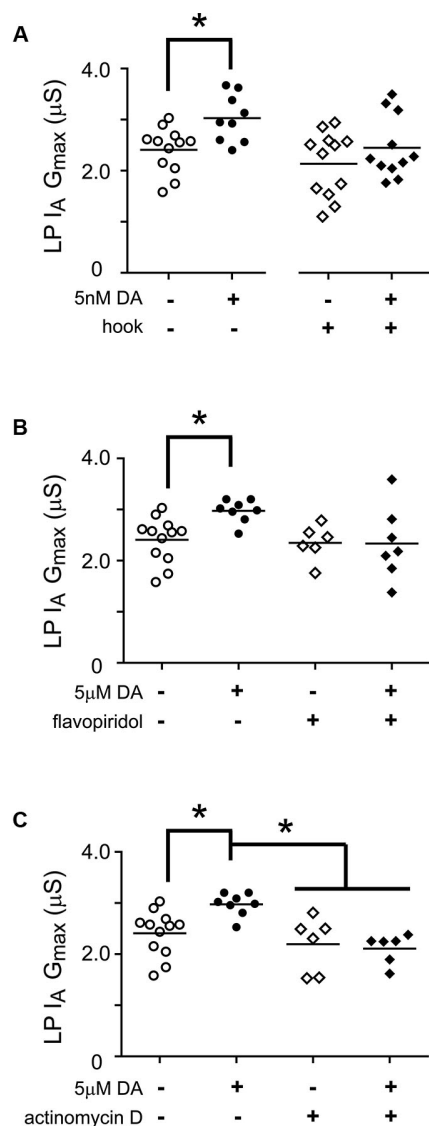 A
*
LP IA Gmax (µS)
4.0
2.0
0
5nM DA - + - +
hook - - + +
B
*
LP IA Gmax (µS)
4.0
2.0
0
5µM DA - + - +
flavopiridol - - + +
C
* *
LP IA Gmax (µS)
4.0
2.0
0
5µM DA - + - +
actinomycin D - - + +